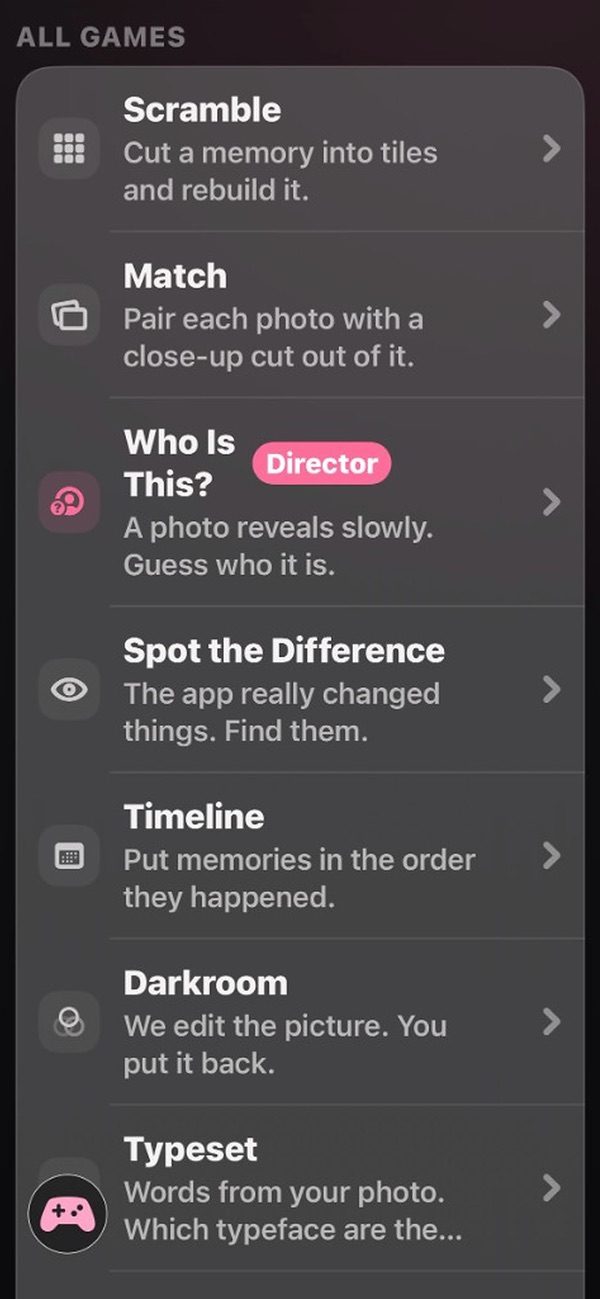 ALL GAMES
Scramble
Cut a memory into tiles
and rebuild it.
Match
Pair each photo with a
close-up cut out of it.
Who Is
This?
Director
A photo reveals slowly.
Guess who it is.
Spot the Difference
The app really changed
things. Find them.
Timeline
Put memories in the order
they happened.
Darkroom
We edit the picture. You
put it back.
Typeset
Words from your photo.
Which typeface are the...